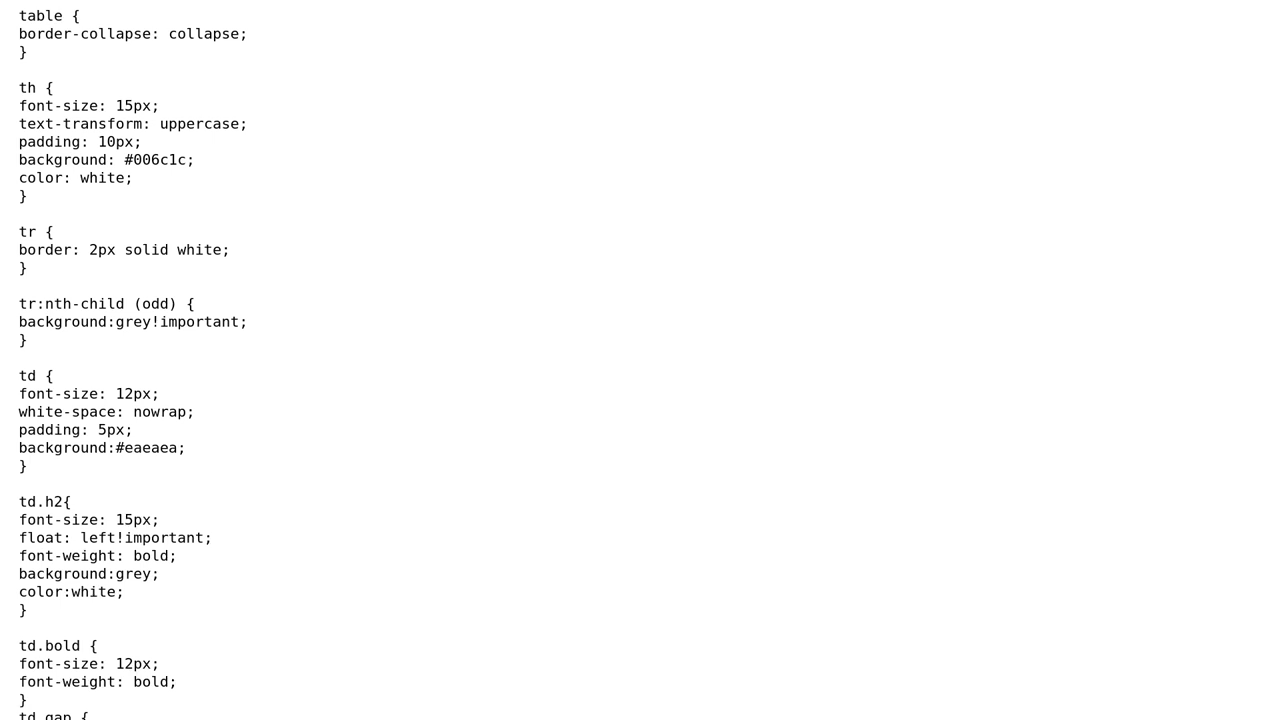 table {
border-collapse: collapse;
}
th {
font-size: 15px;
text-transform: uppercase;
padding: 10px;
background: #006c1c;
color: white;
}
tr {
border: 2px solid white;
}
tr:nth-child (odd) {
background:grey!important;
}
td {
font-size: 12px;
white-space: nowrap;
padding: 5px;
background:#eaeaea;
}
td.h2{
font-size: 15px;
float: left!important;
font-weight: bold;
background:grey;
color:white;
}
td.bold {
font-size: 12px;
font-weight: bold;
}
td.gap {